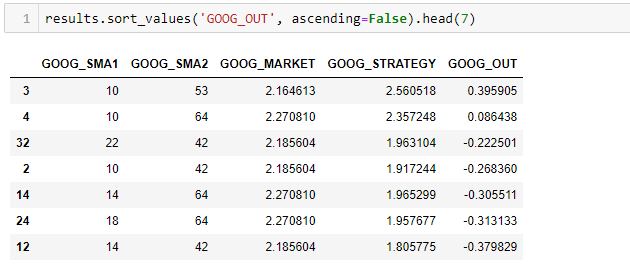 1 results.sort_values('GOOG_OUT', ascending=False).head(7)
GOOG_SMA1 GOOG_SMA2 GOOG_MARKET GOOG_STRATEGY GOOG_OUT
3 10 53 2.164613 2.560518 0.395905
4 10 64 2.270810 2.357248 0.086438
32 22 42 2.185604 1.963104 -0.222501
2 10 42 2.185604 1.917244 -0.268360
14 14 64 2.270810 1.965299 -0.305511
24 18 64 2.270810 1.957677 -0.313133
12 14 42 2.185604 1.805775 -0.379829